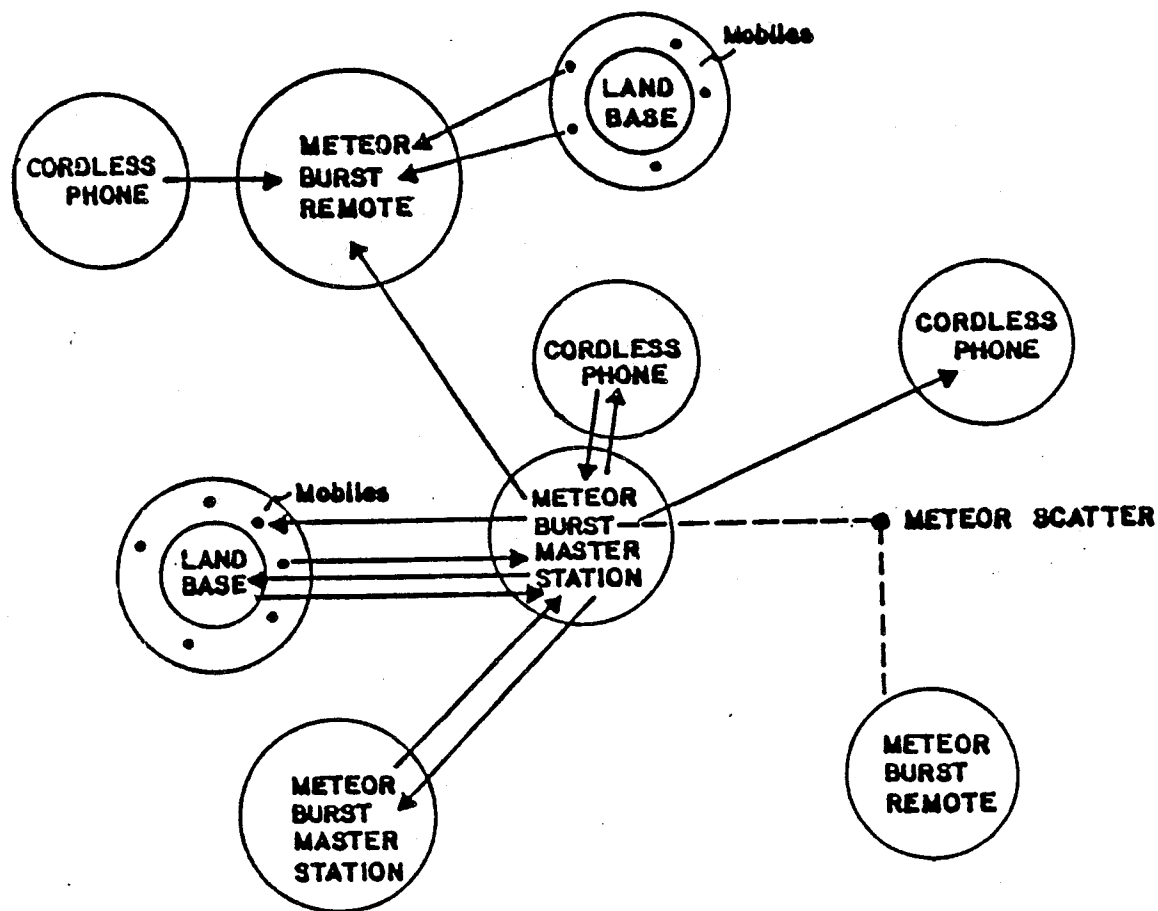 Mobiles
LAND
BASE
METEOR
BURST
REMOTE
CORDLESS
PHONE
CORDLESS
PHONE
CORDLESS
PHONE
Mobiles
LAND
BASE
METEOR
BURST
MASTER
STATION
METEOR SCATTER
METEOR
BURST
REMOTE
METEOR
BURST
MASTER
STATION